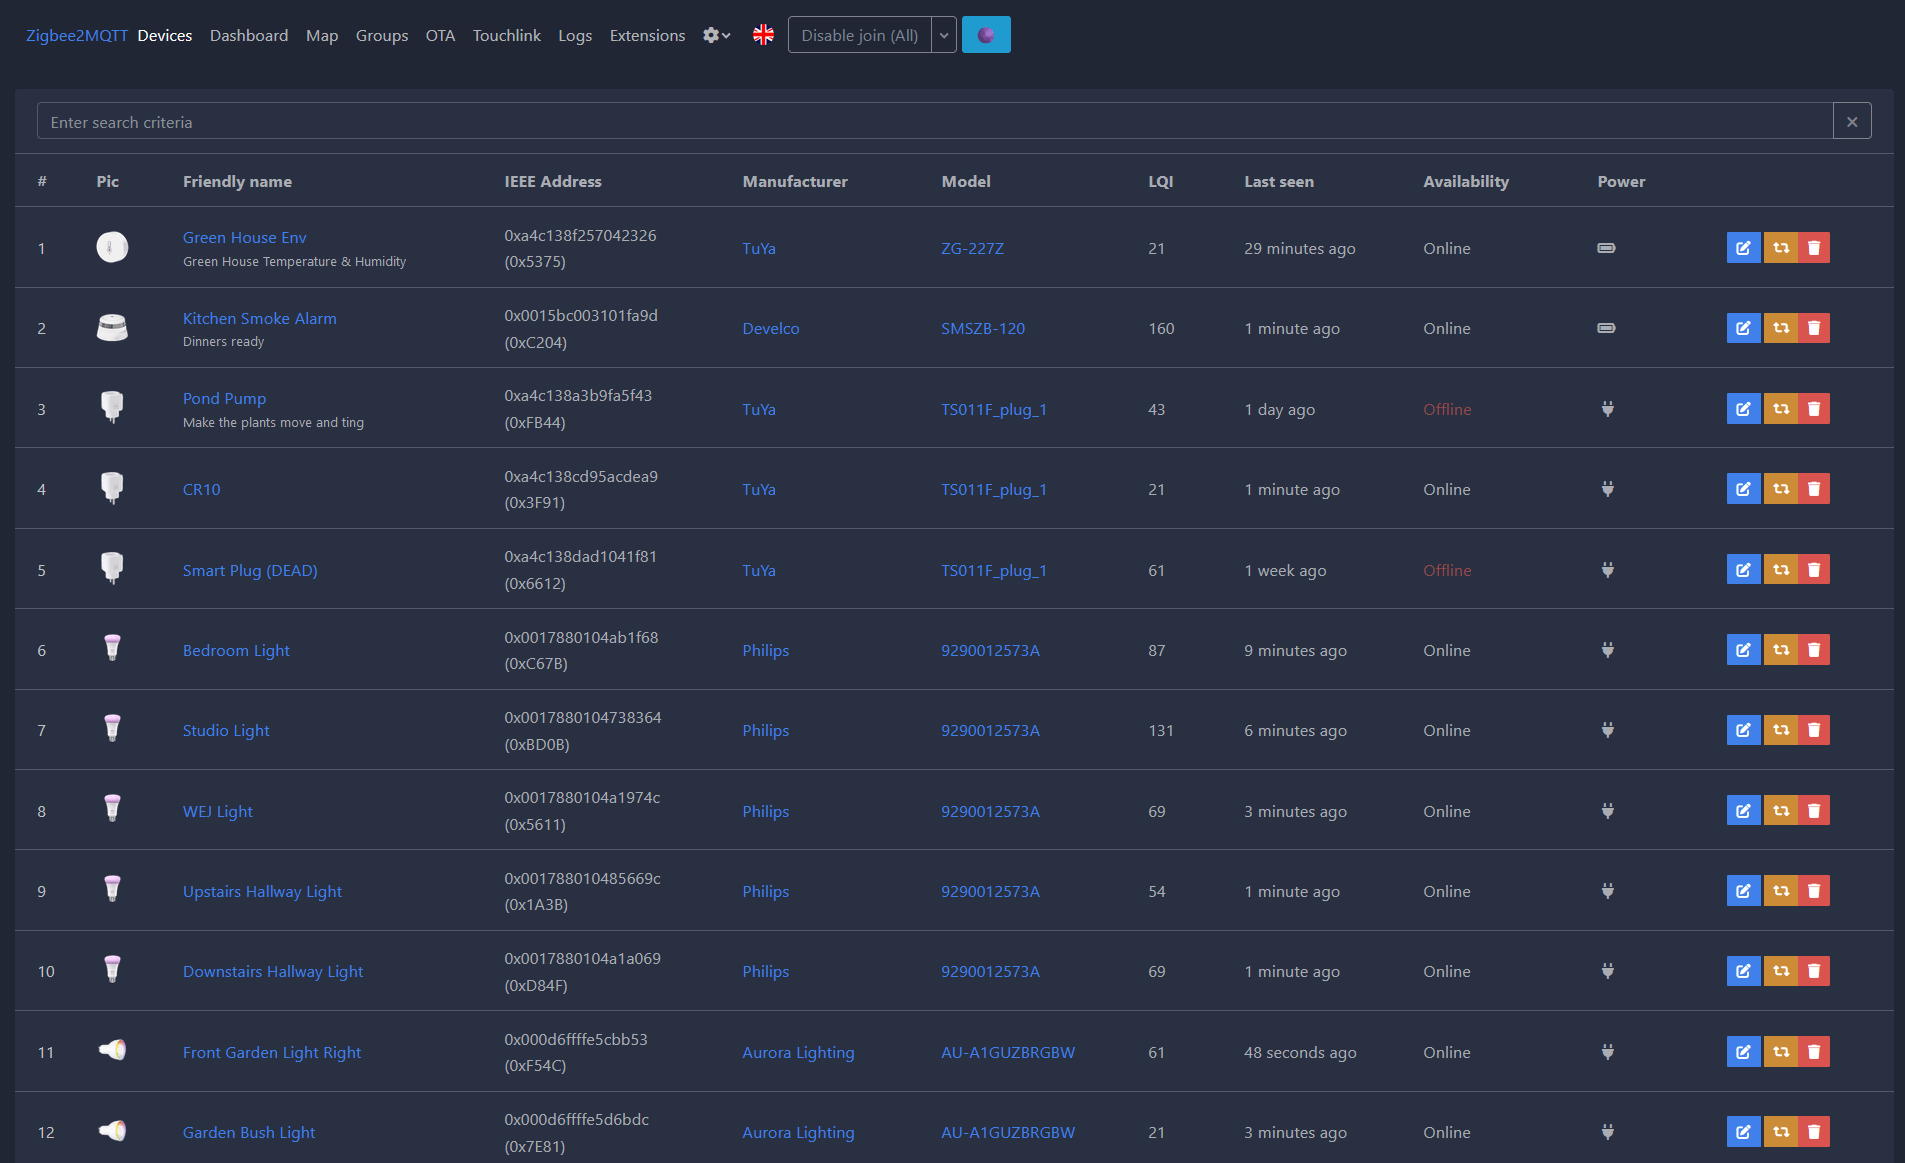 Zigbee2MQTT Devices Dashboard Map Groups OTA Touchlink Logs Extensions Disable join (All)
Enter search criteria
# Pic Friendly name IEEE Address Manufacturer Model LQI Last seen Availability Power
1 Green House Env 0xa4c138f257042326 TuYa ZG-227Z 21 29 minutes ago Online
Green House Temperature & Humidity (0x5375)
2 Kitchen Smoke Alarm 0x0015bc003101fa9d Develco SMSZB-120 160 1 minute ago Online
Dinners ready (0xC204)
3 Pond Pump 0xa4c138a3b9fa5f43 TuYa TS011F_plug_1 43 1 day ago Offline
Make the plants move and ting (0xFB44)
4 CR10 0xa4c138cd95acdea9 TuYa TS011F_plug_1 21 1 minute ago Online
(0x3F91)
5 Smart Plug (DEAD) 0xa4c138dad1041f81 TuYa TS011F_plug_1 61 1 week ago Offline
(0x6612)
6 Bedroom Light 0x0017880104ab1f68 Philips 9290012573A 87 9 minutes ago Online
(0xC67B)
7 Studio Light 0x0017880104738364 Philips 9290012573A 131 6 minutes ago Online
(0xBD0B)
8 WEJ Light 0x0017880104a1974c Philips 9290012573A 69 3 minutes ago Online
(0x5611)
9 Upstairs Hallway Light 0x001788010485669c Philips 9290012573A 54 1 minute ago Online
(0x1A3B)
10 Downstairs Hallway Light 0x0017880104a1a069 Philips 9290012573A 69 1 minute ago Online
(0xD84F)
11 Front Garden Light Right 0x000d6ffffe5cbb53 Aurora Lighting AU-A1GUZBRGBW 61 48 seconds ago Online
(0xF54C)
12 Garden Bush Light 0x000d6ffffe5d6bdc Aurora Lighting AU-A1GUZBRGBW 21 3 minutes ago Online
(0x7E81)